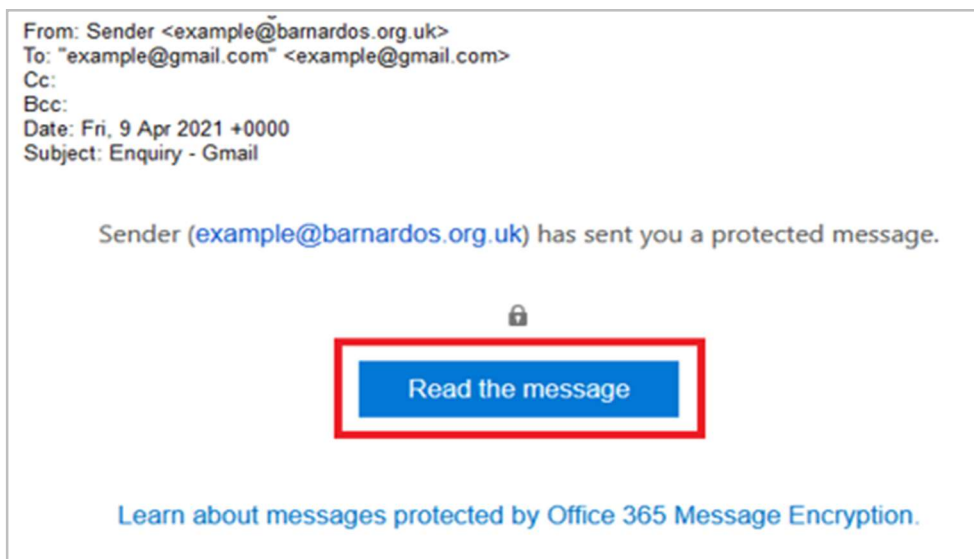 From: Sender <example@barnardos.org.uk>
To: "example@gmail.com" <example@gmail.com>
Cc:
Bcc:
Date: Fri, 9 Apr 2021 +0000
Subject: Enquiry - Gmail
Sender (example@barnardos.org.uk) has sent you a protected message.
Read the message
Learn about messages protected by Office 365 Message Encryption.